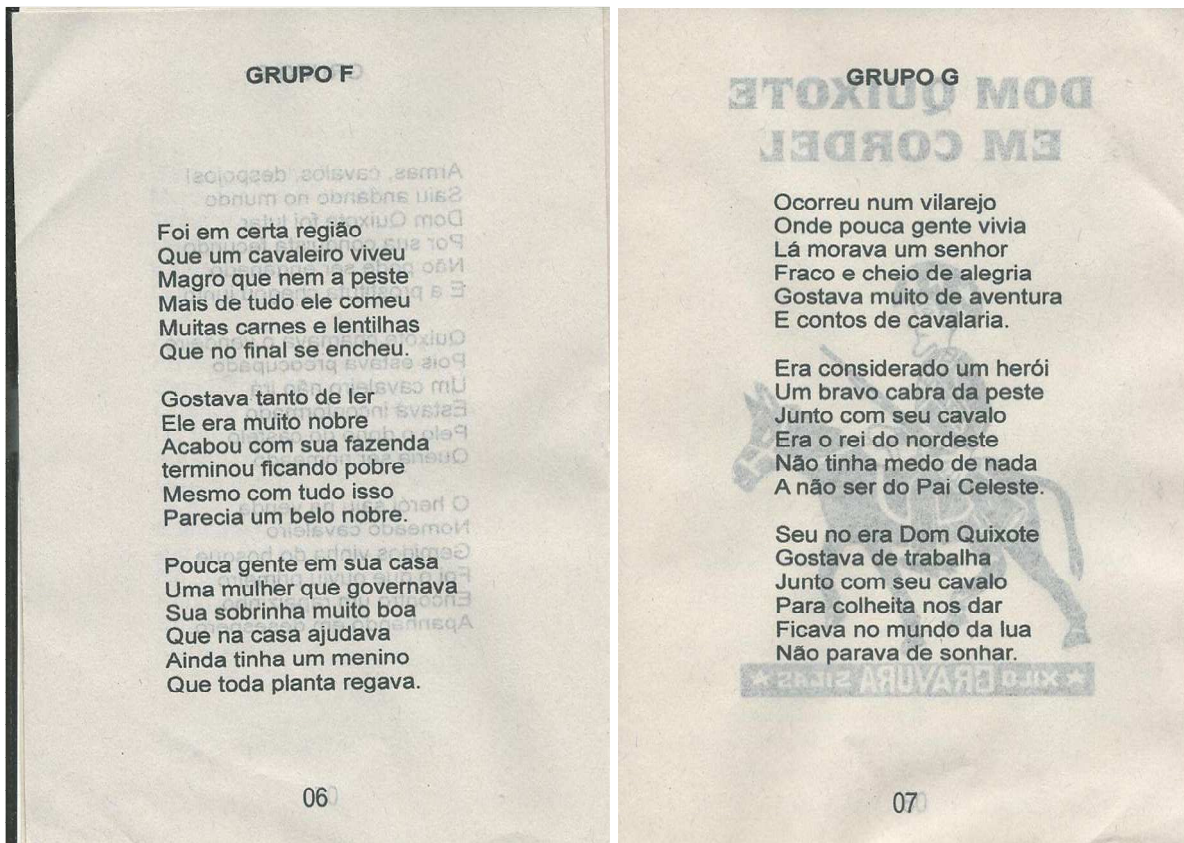 GRUPO F
Foi em certa região
Que um cavaleiro viveu
Magro que nem a peste
Mais de tudo ele comeu
Muitas carnes e lentilhas
Que no final se encheu.
Gostava tanto de ler
Ele era muito nobre
Acabou com sua fazenda
terminou ficando pobre
Mesmo com tudo isso
Parecia um belo nobre.
Pouca gente em sua casa
Uma mulher que governava
Sua sobrinha muito boa
Que na casa ajudava
Ainda tinha um menino
Que toda planta regava.
06
GRUPO G
DOM QUIXOTE
EM CORDEL
Ocorreu num vilarejo
Onde pouca gente vivia
Lá morava um senhor
Fraco e cheio de alegria
Gostava muito de aventura
E contos de cavalaria.
Era considerado um herói
Um bravo cabra da peste
Junto com seu cavalo
Era o rei do nordeste
Não tinha medo de nada
A não ser do Pai Celeste.
Seu no era Dom Quixote
Gostava de trabalha
Junto com seu cavalo
Para colheita nos dar
Ficava no mundo da lua
Não parava de sonhar.
XILO GRAVURA SILAS
07